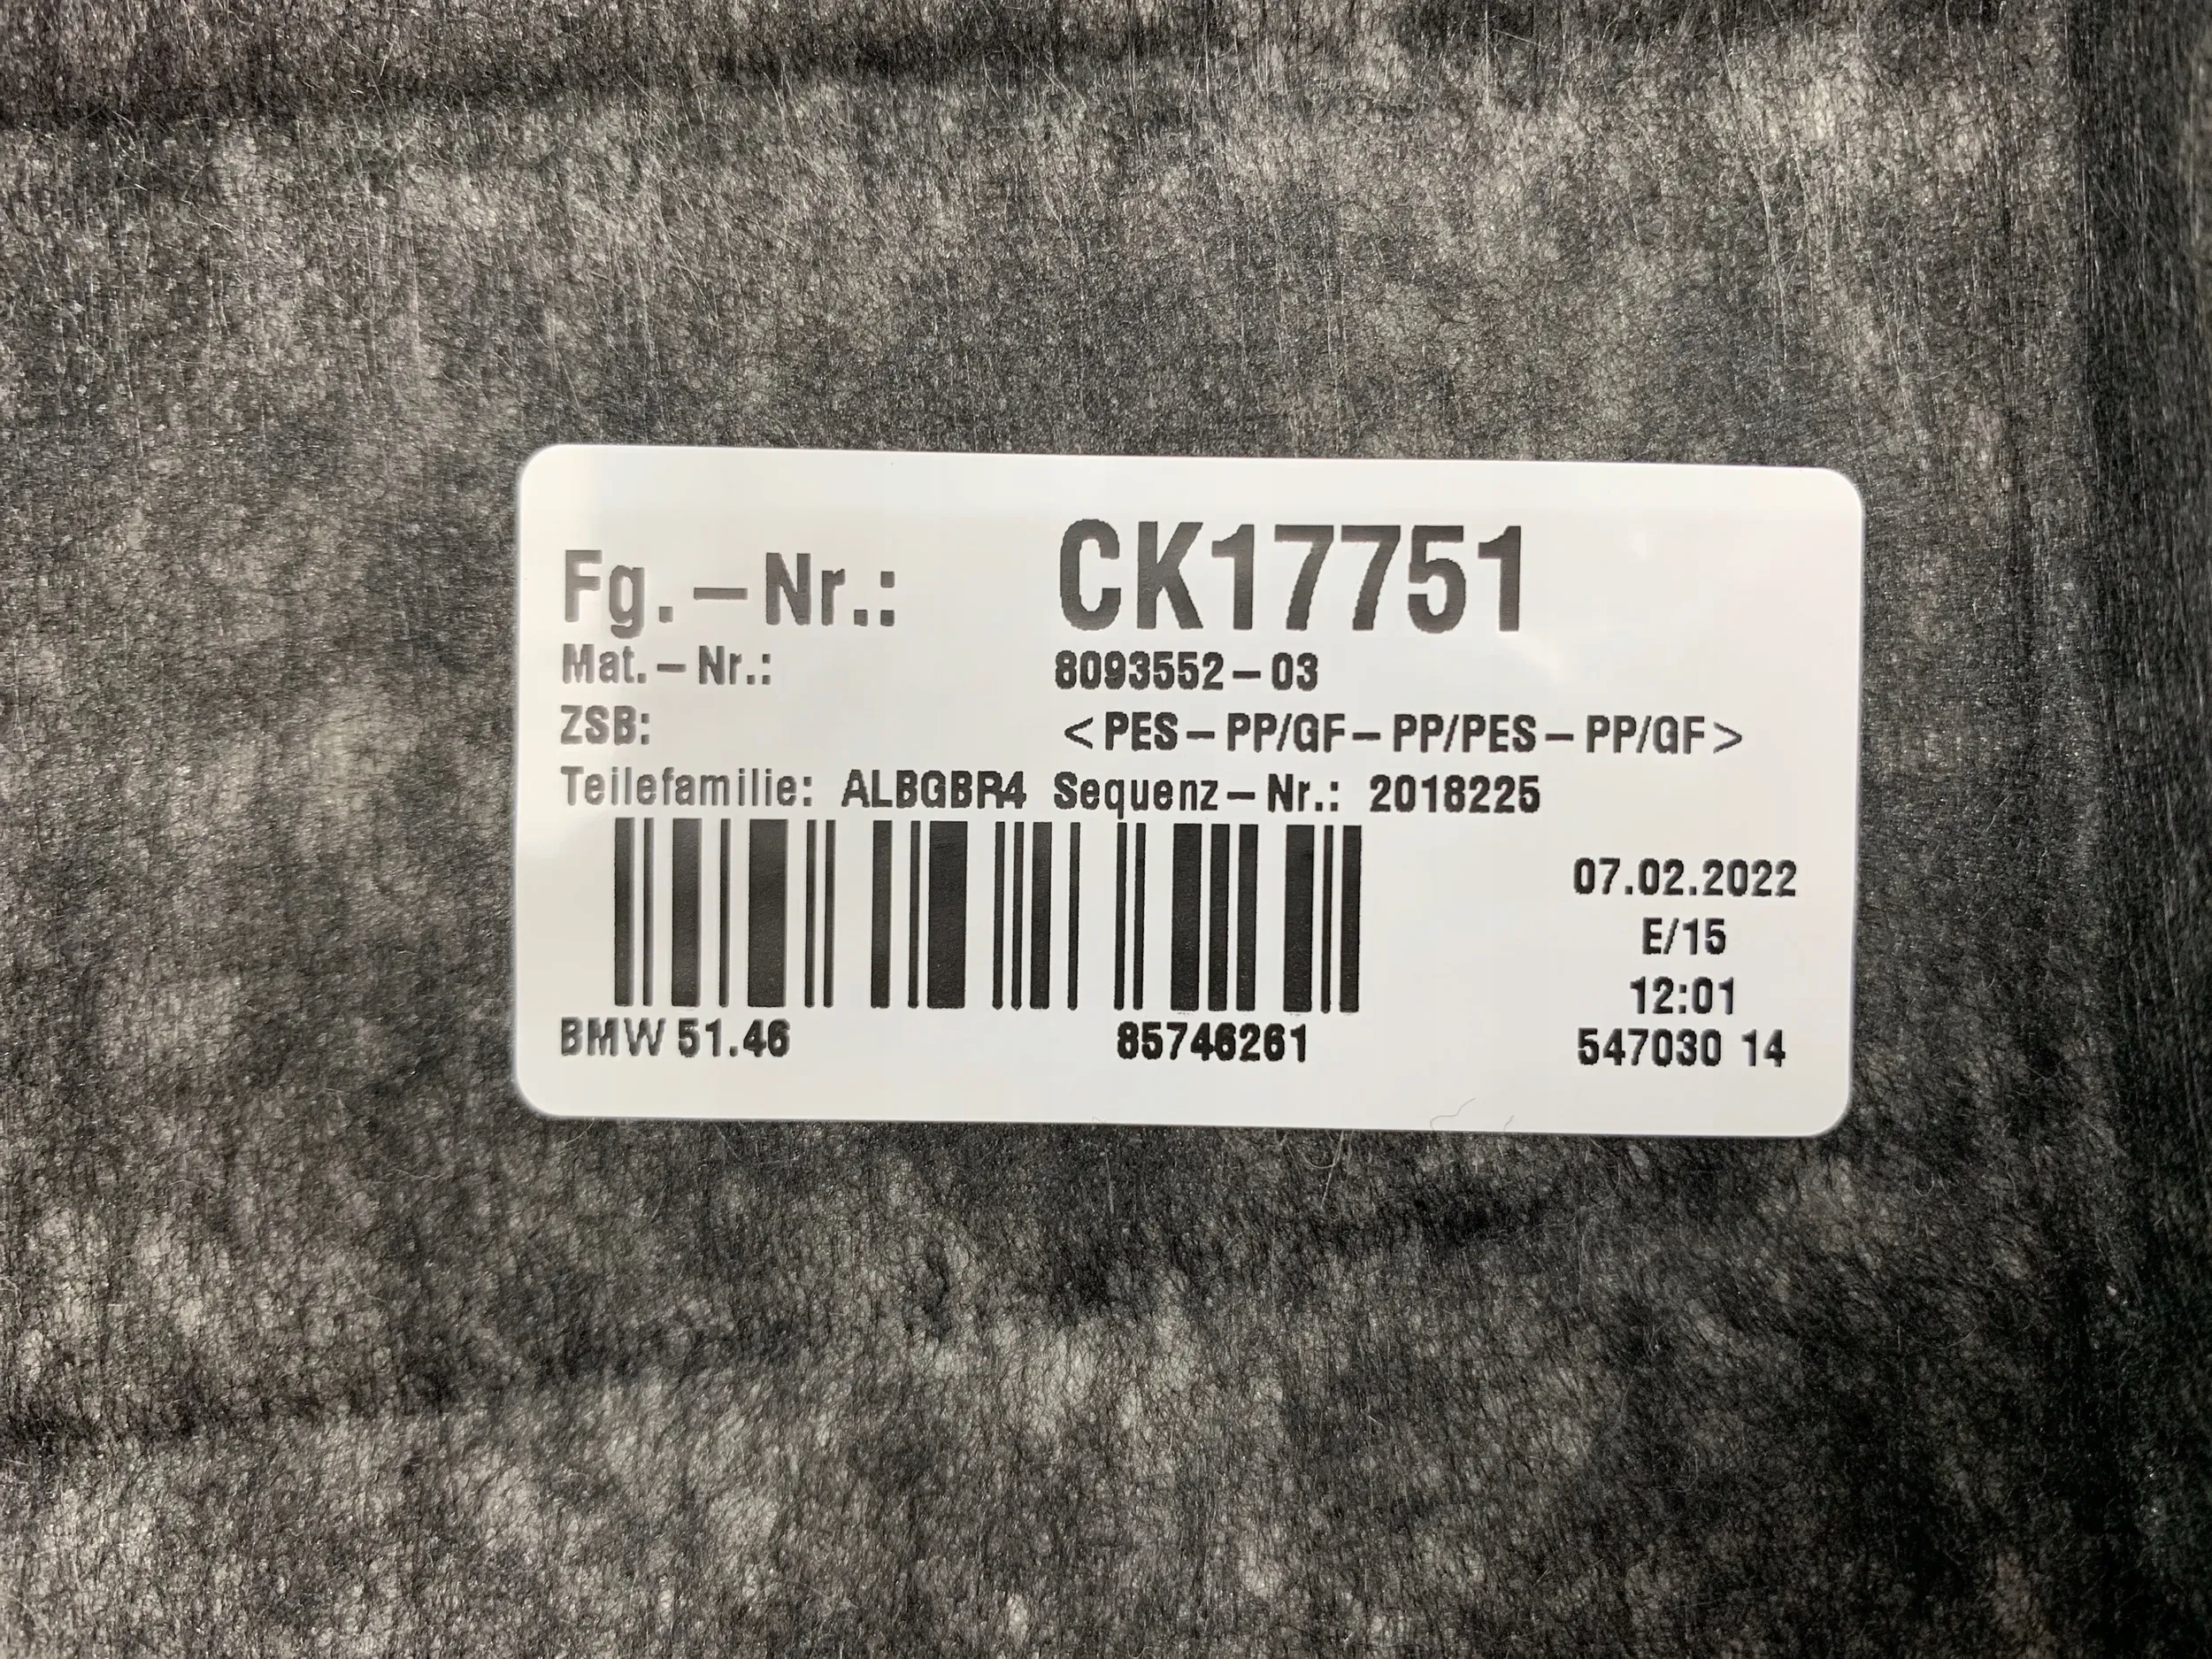 Fg.-Nr.: CK17751
Mat.-Nr.: 8093552-03
ZSB: <PES-PP/GF-PP/PES-PP/GF>
Teilefamilie: ALBGBR4 Sequenz-Nr.: 2018225
07.02.2022
E/15
12:01
BMW 51.46 85746261 547030 14